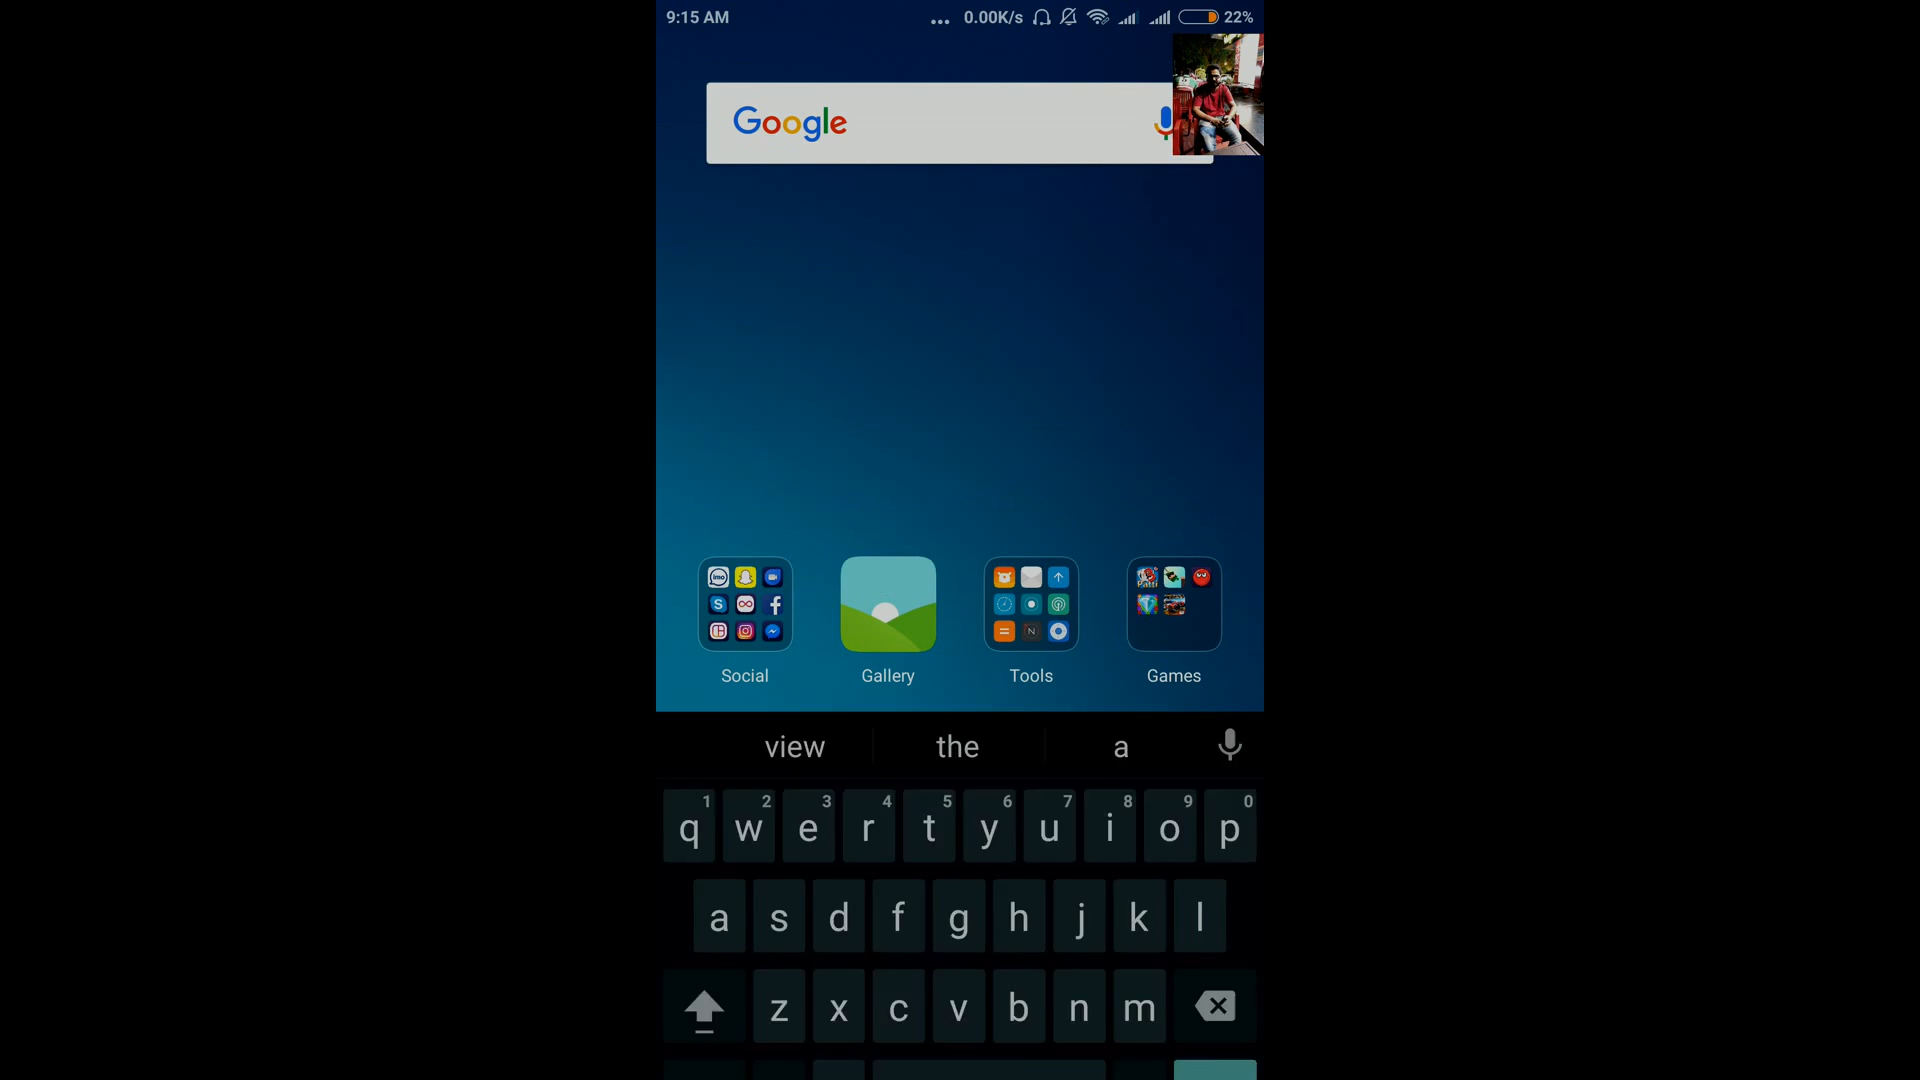 9:15 AM ... 0.00K/s 22%
Google
Social Gallery Tools Games
view the a
1 2 3 4 5 6 7 8 9 0
q w e r t y u i o p
a s d f g h j k l
z x c v b n m